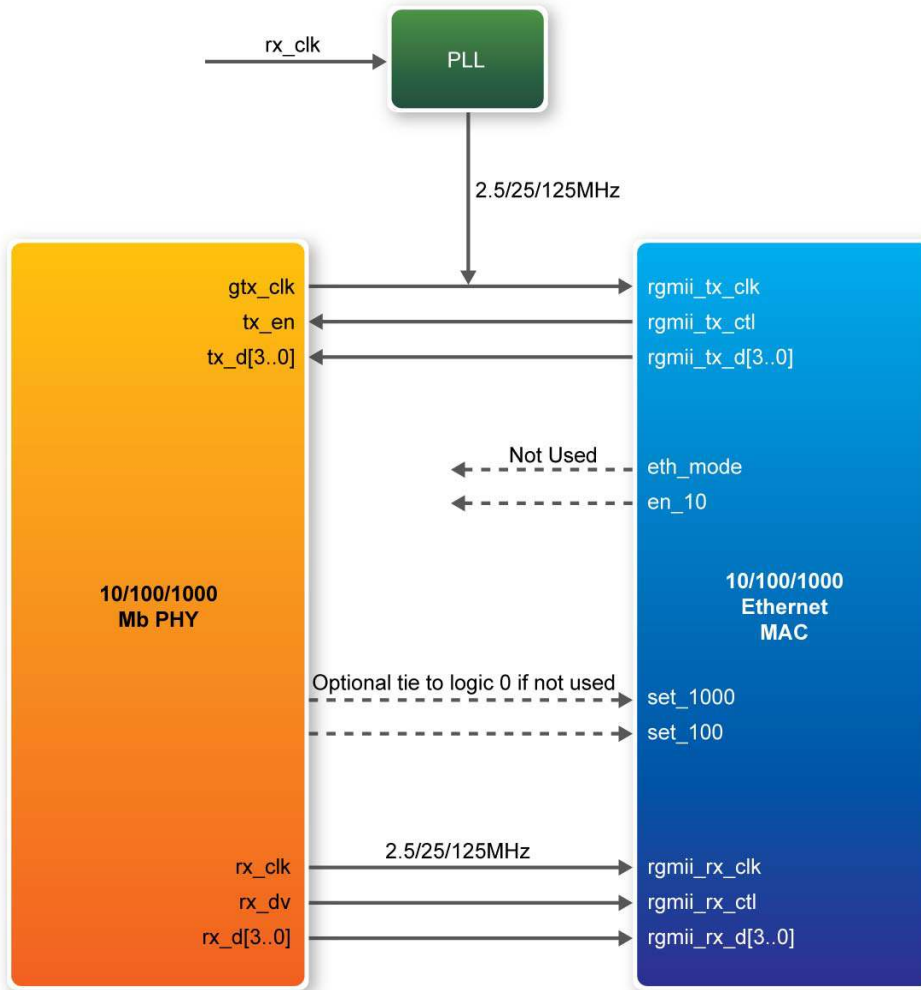 rx_clk
PLL
2.5/25/125MHz
gtx_clk
rgmii_tx_clk
tx_en
rgmii_tx_ctl
tx_d[3..0]
rgmii_tx_d[3..0]
Not Used
eth_mode
en_10
10/100/1000
Mb PHY
10/100/1000
Ethernet
MAC
Optional tie to logic 0 if not used
set_1000
set_100
2.5/25/125MHz
rx_clk
rgmii_rx_clk
rx_dv
rgmii_rx_ctl
rx_d[3..0]
rgmii_rx_d[3..0]